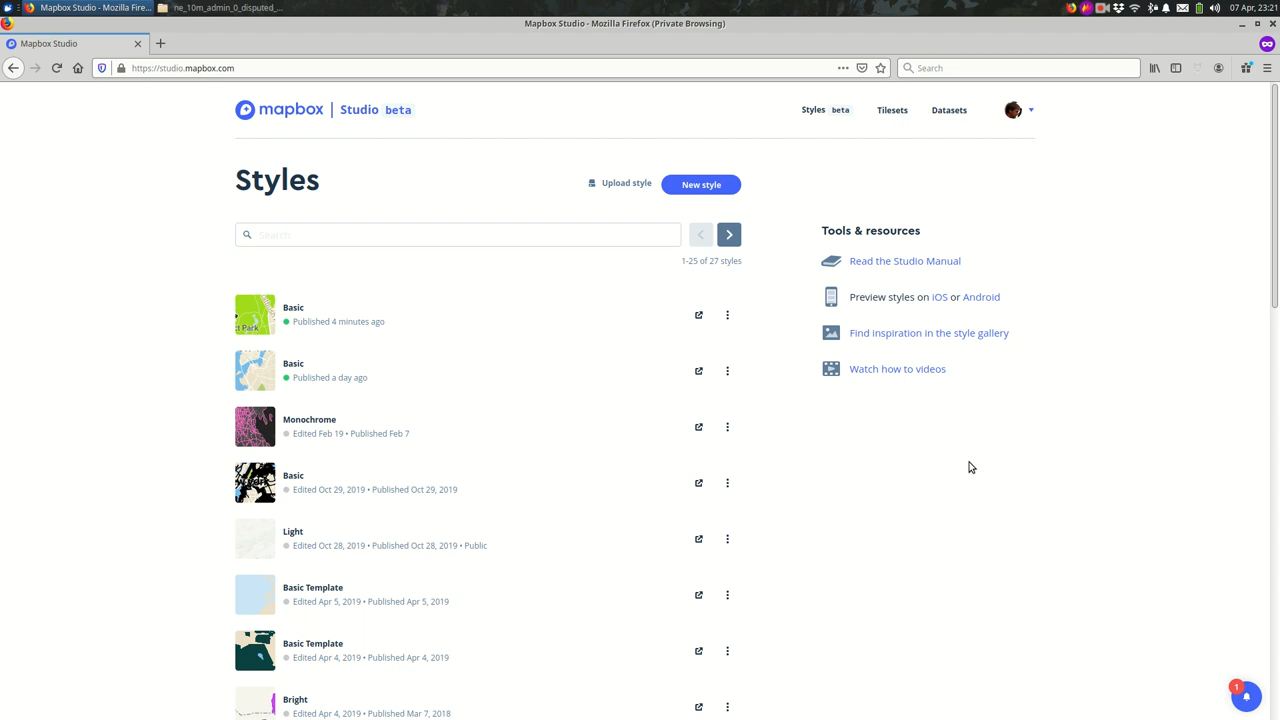 Mapbox Studio - Mozilla Firef...
ne_10m_admin_0_disputed_...
07 Apr, 23:21
Mapbox Studio - Mozilla Firefox (Private Browsing)
Mapbox Studio
https://studio.mapbox.com
Search
mapbox | Studio beta
Styles beta
Tilesets
Datasets
Styles
Upload style
New style
Search
1-25 of 27 styles
Tools & resources
Read the Studio Manual
Preview styles on iOS or Android
Find inspiration in the style gallery
Watch how to videos
Basic
Published 4 minutes ago
Basic
Published a day ago
Monochrome
Edited Feb 19 • Published Feb 7
Basic
Edited Oct 29, 2019 • Published Oct 29, 2019
Light
Edited Oct 28, 2019 • Published Oct 28, 2019 • Public
Basic Template
Edited Apr 5, 2019 • Published Apr 5, 2019
Basic Template
Edited Apr 4, 2019 • Published Apr 4, 2019
Bright
Edited Apr 4, 2019 • Published Mar 7, 2018
1